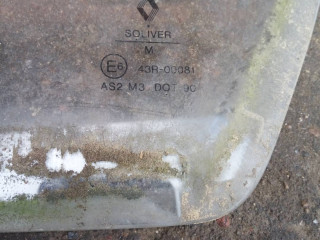 SOLIVER
M
E6 43R-00081
AS2 M3 DOT 90